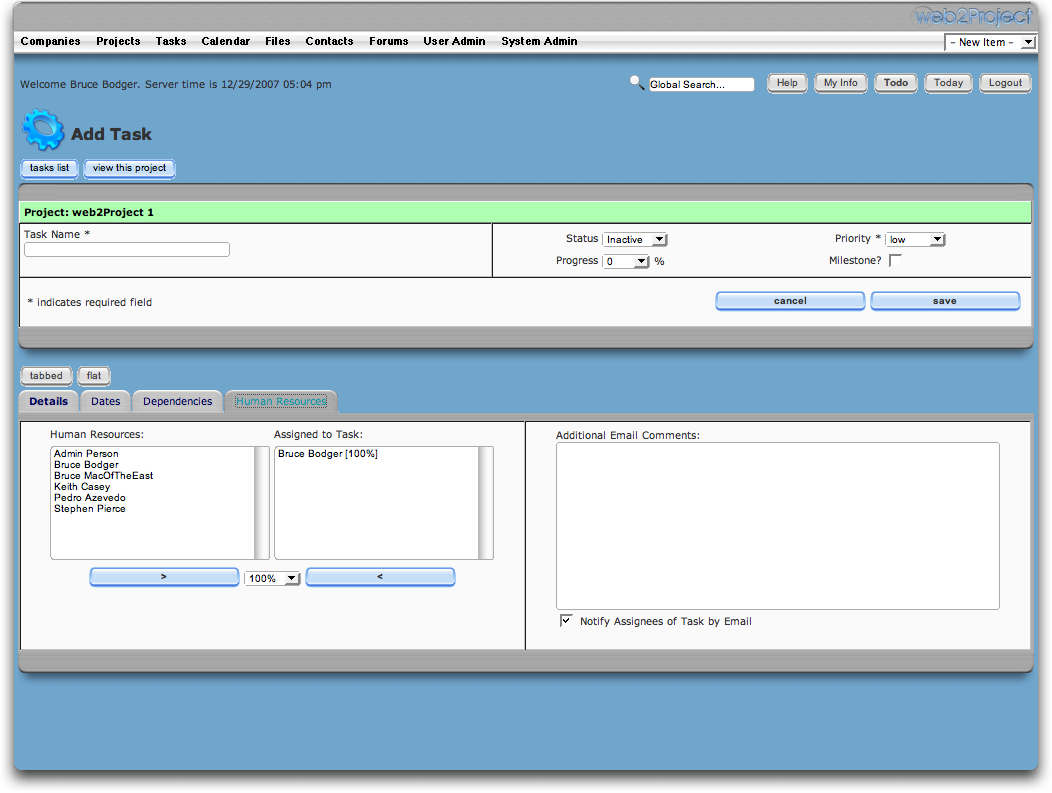 web2Project
Companies Projects Tasks Calendar Files Contacts Forums User Admin System Admin
- New Item -
Welcome Bruce Bodger. Server time is 12/29/2007 05:04 pm
Global Search...
Help My Info Todo Today Logout
Add Task
tasks list view this project
Project: web2Project 1
Task Name *
Status Inactive
Priority * low
Progress 0 %
Milestone?
* indicates required field
cancel save
tabbed flat
Details Dates Dependencies Human Resources
Human Resources: Assigned to Task:
Admin Person
Bruce Bodger
Bruce MacOfTheEast
Keith Casey
Pedro Azevedo
Stephen Pierce
Bruce Bodger [100%]
> 100% <
Additional Email Comments:
Notify Assignees of Task by Email